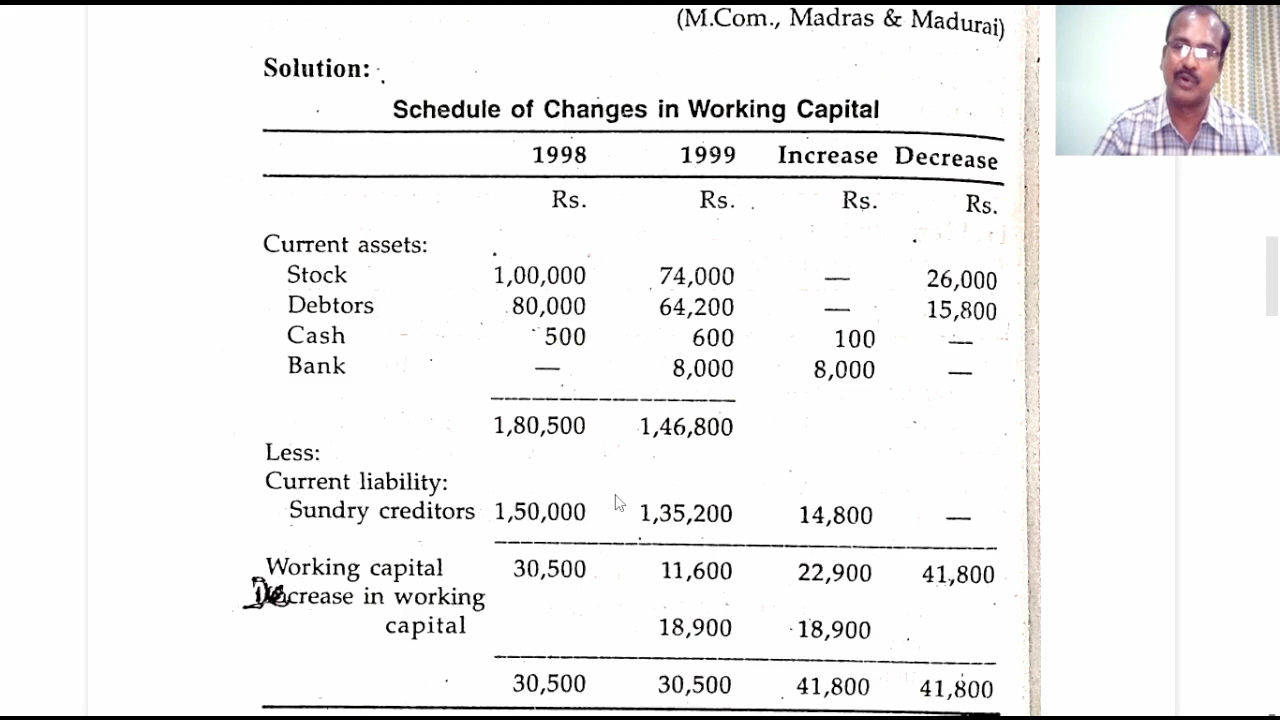 (M.Com., Madras & Madurai)
Solution:
Schedule of Changes in Working Capital
1998 1999 Increase Decrease
Rs. Rs. Rs. Rs.
Current assets:
Stock 1,00,000 74,000 — 26,000
Debtors 80,000 64,200 — 15,800
Cash 500 600 100 —
Bank — 8,000 8,000 —
1,80,500 1,46,800
Less:
Current liability:
Sundry creditors 1,50,000 1,35,200 14,800 —
Working capital 30,500 11,600 22,900 41,800
Decrease in working
capital 18,900 18,900
30,500 30,500 41,800 41,800